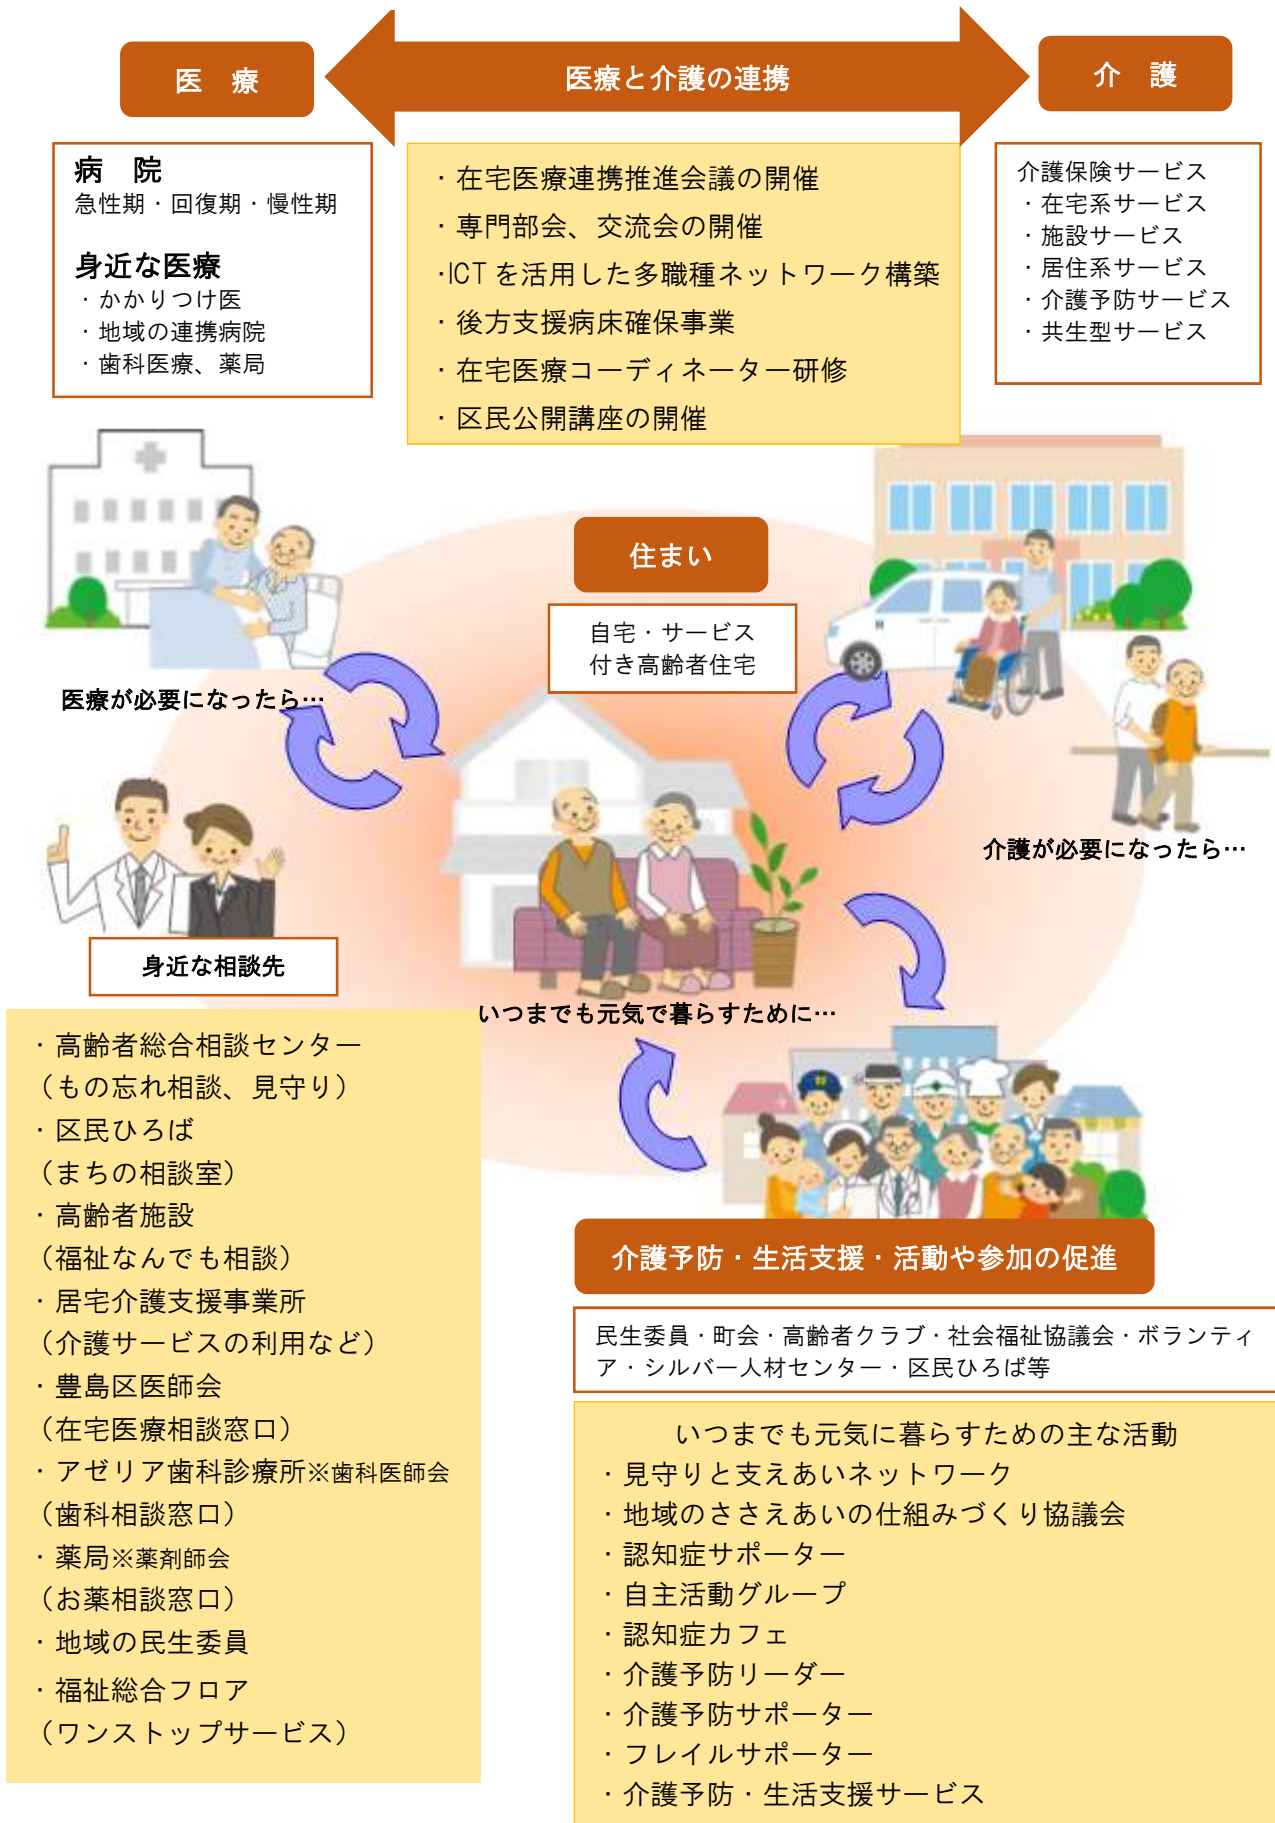 医 療
医療と介護の連携
介 護
病 院
急性期・回復期・慢性期
身近な医療
・かかりつけ医
・地域の連携病院
・歯科医療、薬局
・在宅医療連携推進会議の開催
・専門部会、交流会の開催
・ICTを活用した多職種ネットワーク構築
・後方支援病床確保事業
・在宅医療コーディネーター研修
・区民公開講座の開催
介護保険サービス
・在宅系サービス
・施設サービス
・居住系サービス
・介護予防サービス
・共生型サービス
住まい
自宅・サービス
付き高齢者住宅
医療が必要になったら…
介護が必要になったら…
身近な相談先
いつまでも元気で暮らすために…
・高齢者総合相談センター
（もの忘れ相談、見守り）
・区民ひろば
（まちの相談室）
・高齢者施設
（福祉なんでも相談）
・居宅介護支援事業所
（介護サービスの利用など）
・豊島区医師会
（在宅医療相談窓口）
・アゼリア歯科診療所※歯科医師会
（歯科相談窓口）
・薬局※薬剤師会
（お薬相談窓口）
・地域の民生委員
・福祉総合フロア
（ワンストップサービス）
介護予防・生活支援・活動や参加の促進
民生委員・町会・高齢者クラブ・社会福祉協議会・ボランティ
ア・シルバー人材センター・区民ひろば等
いつまでも元気に暮らすための主な活動
・見守りと支えあいネットワーク
・地域のささえあいの仕組みづくり協議会
・認知症サポーター
・自主活動グループ
・認知症カフェ
・介護予防リーダー
・介護予防サポーター
・フレイルサポーター
・介護予防・生活支援サービス